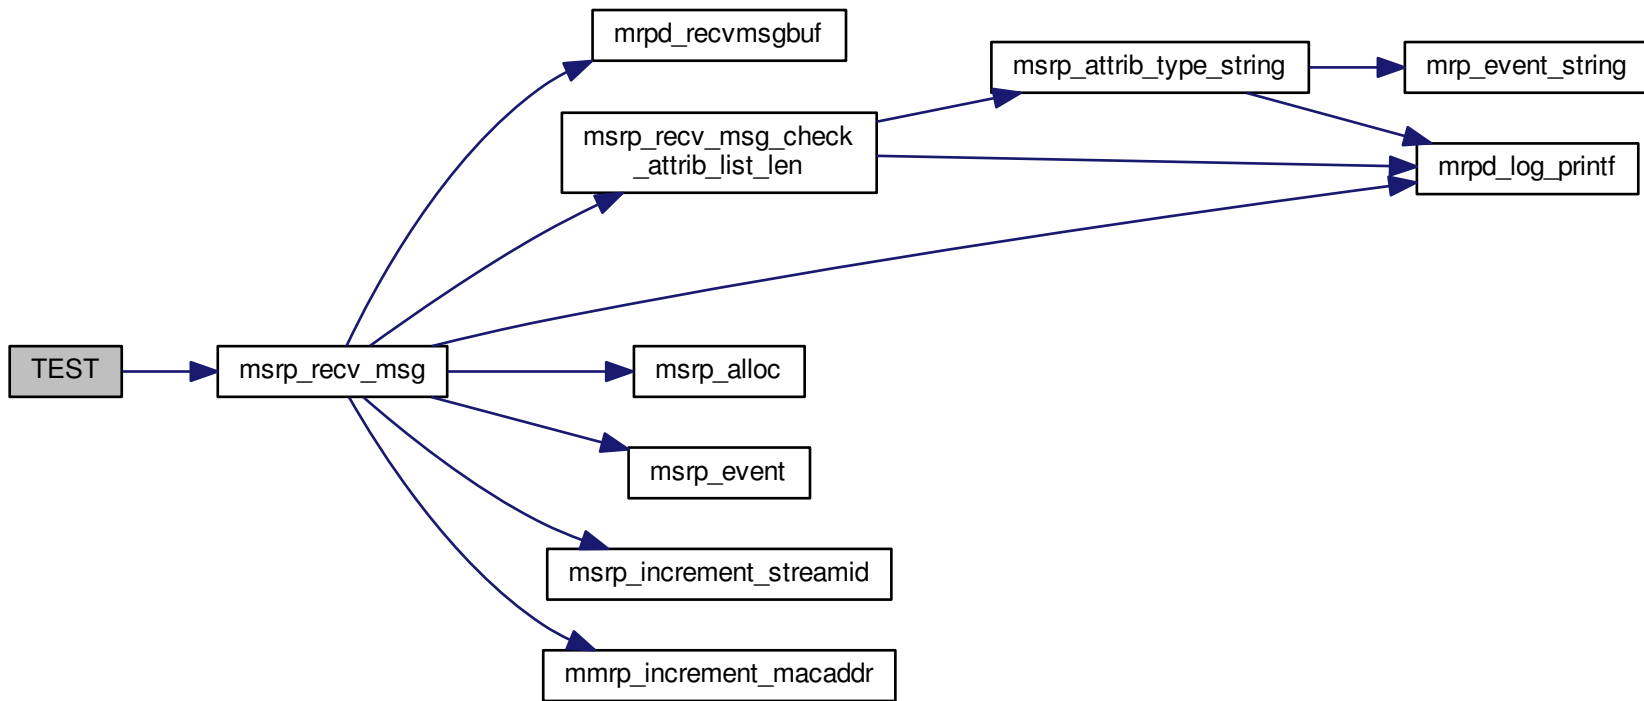 mrpd_recvmsgbuf
msrp_attrib_type_string
mrp_event_string
msrp_recv_msg_check
_attrib_list_len
mrpd_log_printf
TEST
msrp_recv_msg
msrp_alloc
msrp_event
msrp_increment_streamid
mmrp_increment_macaddr